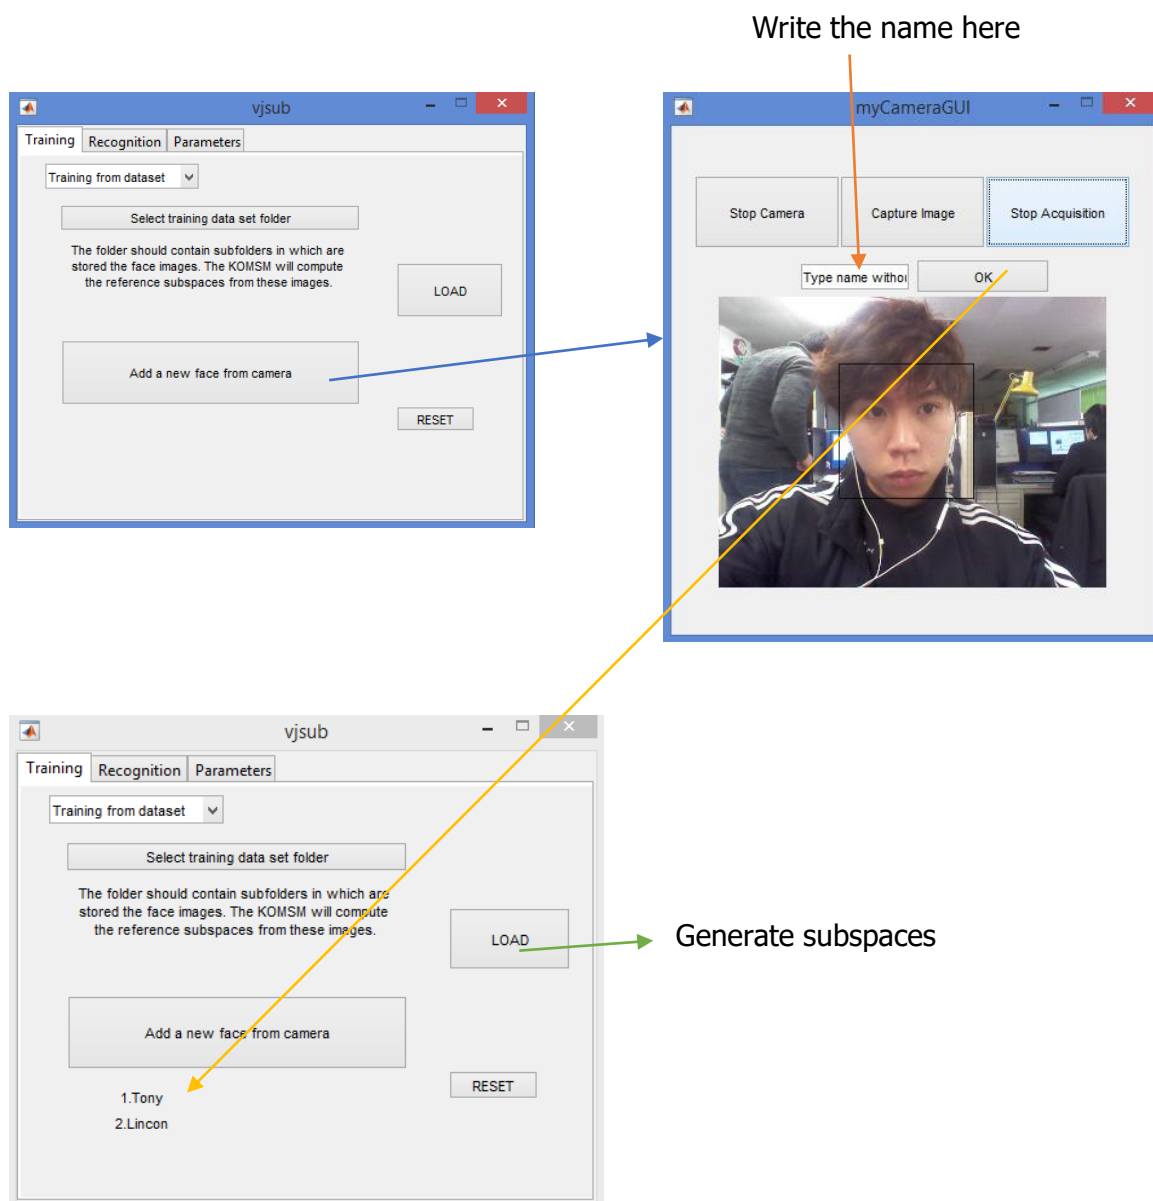 Write the name here
vjsub
Training Recognition Parameters
Training from dataset
Select training data set folder
The folder should contain subfolders in which are
stored the face images. The KOMSM will compute
the reference subspaces from these images.
LOAD
Add a new face from camera
RESET
myCameraGUI
Stop Camera
Capture Image
Stop Acquisition
Type name withou
OK
vjsub
Training Recognition Parameters
Training from dataset
Select training data set folder
The folder should contain subfolders in which are
stored the face images. The KOMSM will compute
the reference subspaces from these images.
LOAD
Generate subspaces
Add a new face from camera
RESET
1.Tony
2.Lincon